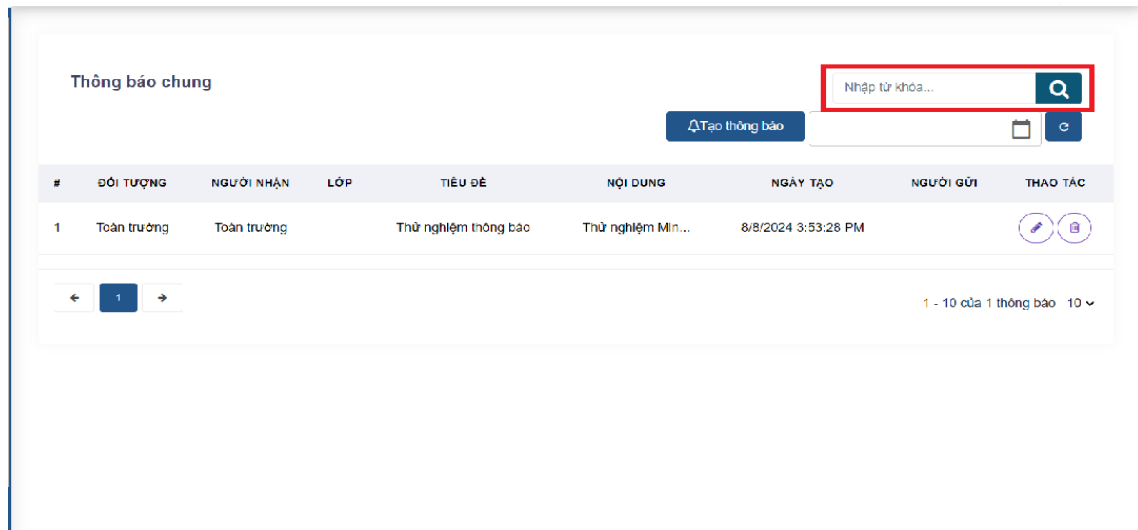 Thông báo chung
Nhập từ khóa...
Tạo thông báo
# ĐỐI TƯỢNG NGƯỜI NHẬN LỚP TIÊU ĐỀ NỘI DUNG NGÀY TẠO NGƯỜI GỬI THAO TÁC
1 Toàn trường Toàn trường Thử nghiệm thông báo Thử nghiệm Min... 8/8/2024 3:53:28 PM
1
1 - 10 của 1 thông báo 10